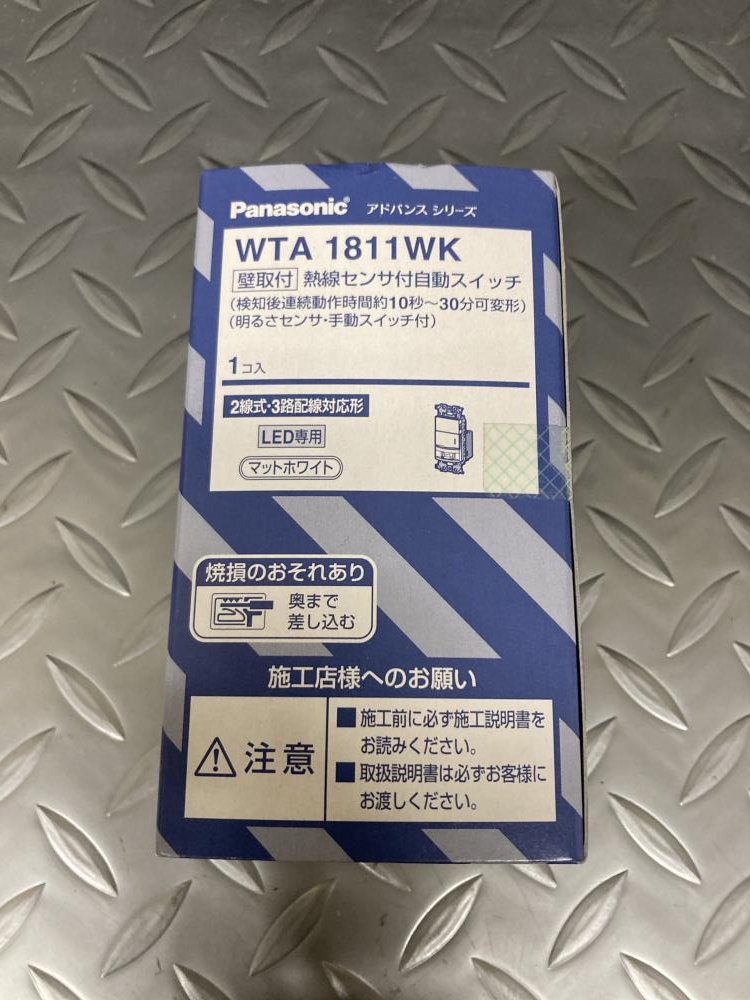 Panasonic® アドバンス シリーズ
WTA 1811WK
壁取付 熱線センサ付自動スイッチ
(検知後連続動作時間約10秒〜30分可変形)
(明るさセンサ・手動スイッチ付)
1コ入
2線式・3路配線対応形
LED専用
マットホワイト
焼損のおそれあり
奥まで
差し込む
施工店様へのお願い
注意
■施工前に必ず施工説明書を
お読みください。
■取扱説明書は必ずお客様に
お渡しください。